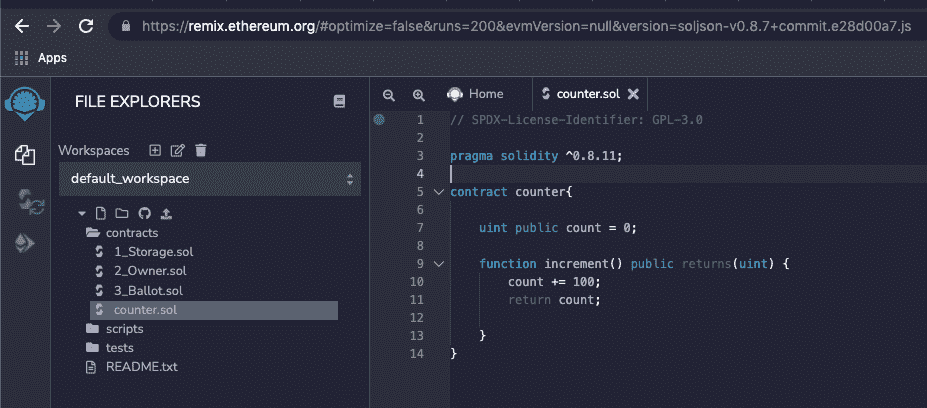 https://remix.ethereum.org/#optimize=false&runs=200&evmVersion=null&version=soljson-v0.8.7+commit.e28d00a7.js
Apps
FILE EXPLORERS
Workspaces
default_workspace
contracts
1_Storage.sol
2_Owner.sol
3_Ballot.sol
counter.sol
scripts
tests
README.txt
Home
counter.sol
1 // SPDX-License-Identifier: GPL-3.0
2
3 pragma solidity ^0.8.11;
4
5 contract counter{
6
7 uint public count = 0;
8
9 function increment() public returns(uint) {
10 count += 100;
11 return count;
12
13 }
14 }